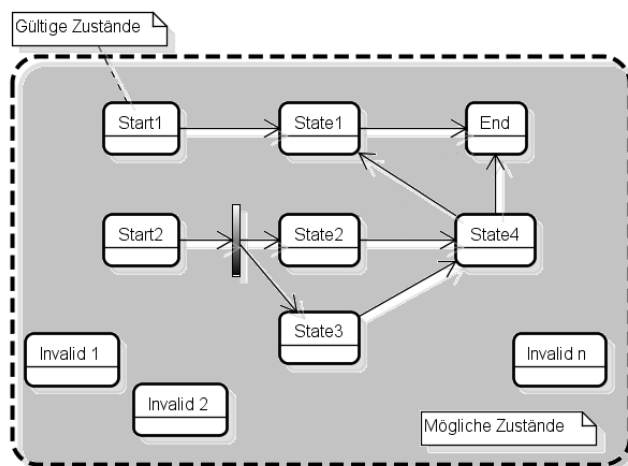 Gültige Zustände
Start1
State1
End
Start2
State2
State4
State3
Invalid 1
Invalid n
Invalid 2
Mögliche Zustände